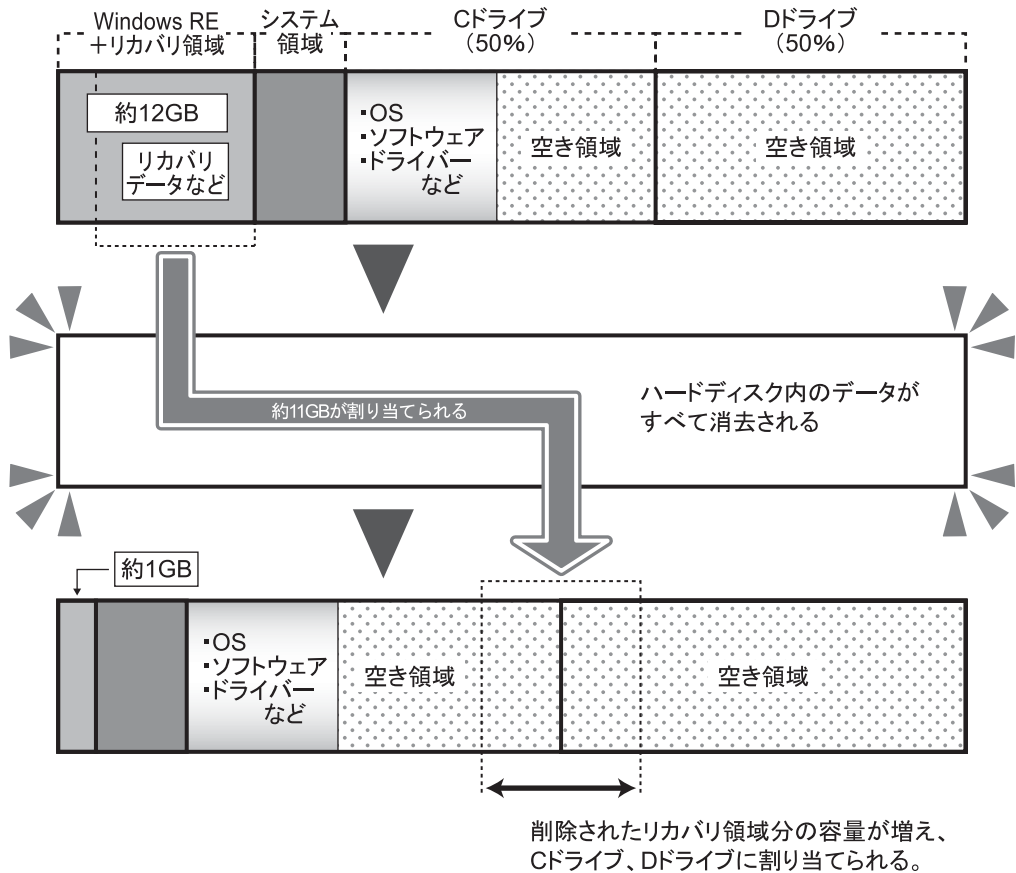 Windows RE
＋リカバリ領域
システム
領域
Cドライブ
（50％）
Dドライブ
（50％）
約12GB
リカバリ
データなど
▪OS
▪ソフトウェア
▪ドライバー
など
空き領域
空き領域
約11GBが割り当てられる
ハードディスク内のデータが
すべて消去される
約1GB
▪OS
▪ソフトウェア
▪ドライバー
など
空き領域
空き領域
削除されたリカバリ領域分の容量が増え、
Cドライブ、Dドライブに割り当てられる。